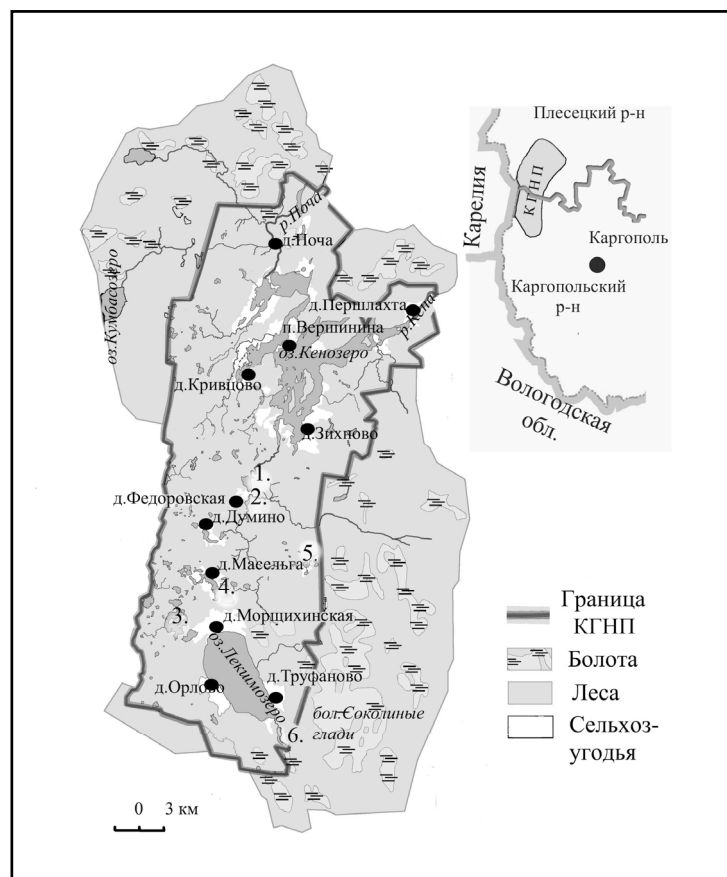 Плесецкий р-н
Карелия
КГНП
Каргополь
Каргопольский
р-н
Вологодская
обл.
р.Поча
д.Поча
оз.Кумбасозеро
д.Першлахта
р.Кена
п.Вершинина
оз.Кенозеро
д.Кривцово
д.Зихново
1.
д.Федоровская
2.
д.Думино
5.
д.Масельга
4.
3.
д.Морщихинская
оз.Лекшмозеро
д.Орлово
д.Труфаново
бол.Соколиные
глади
6.
0 3 км
Граница
КГНП
Болота
Леса
Сельхоз-
угодья